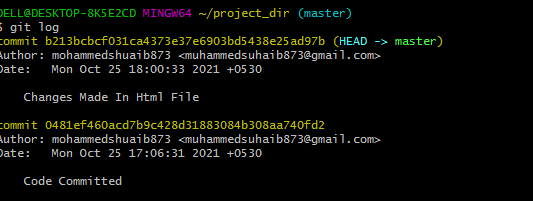 DELL@DESKTOP-8K5E2CD MINGW64 ~/project_dir (master)
$ git log
commit b213bcbcf031ca4373e37e6903bd5438e25ad97b (HEAD -> master)
Author: mohammedshuaib873 <muhammedsuhaib873@gmail.com>
Date:   Mon Oct 25 18:00:33 2021 +0530
    Changes Made In Html File
commit 0481ef460acd7b9c428d31883084b308aa740fd2
Author: mohammedshuaib873 <muhammedsuhaib873@gmail.com>
Date:   Mon Oct 25 17:06:31 2021 +0530
    Code Committed